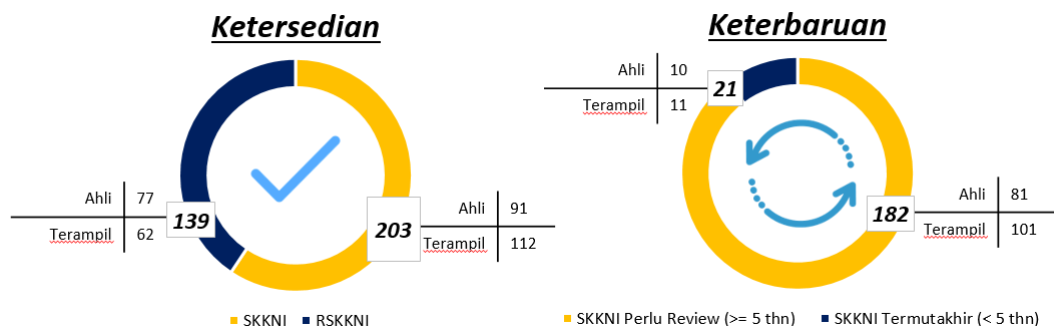 Ketersedian
Ahli 77
Terampil 62
139
203
Ahli 91
Terampil 112
SKKNI RSKKNI
Keterbaruan
Ahli 10
Terampil 11
21
182
Ahli 81
Terampil 101
SKKNI Perlu Review (>= 5 thn) SKKNI Termutakhir (< 5 thn)